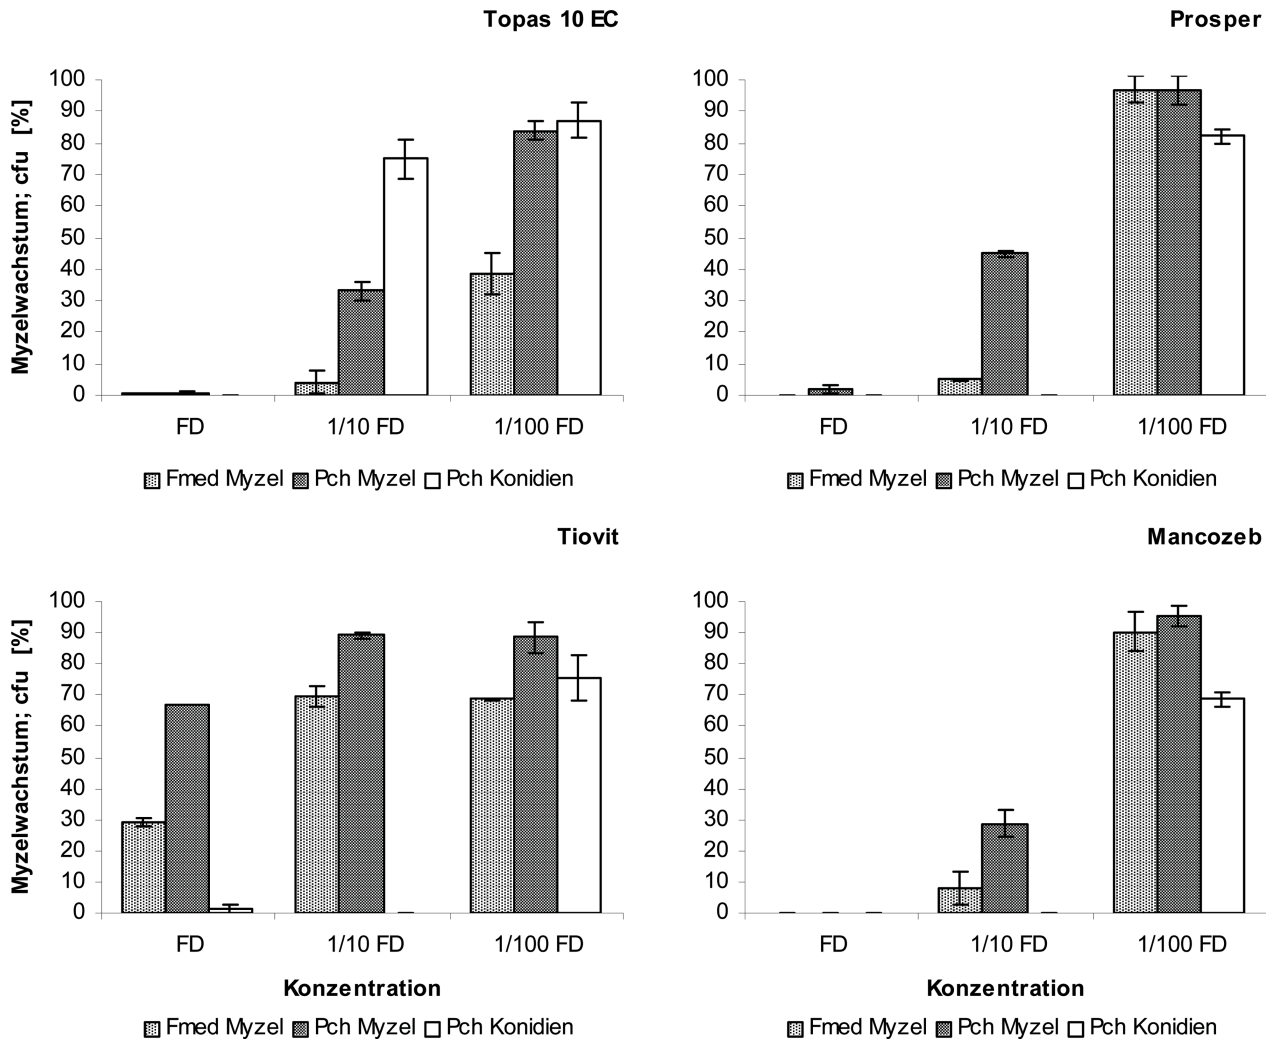 Topas 10 EC
Myzelwachstum; cfu [%]
100
90
80
70
60
50
40
30
20
10
0
FD 1/10 FD 1/100 FD
Fmed Myzel Pch Myzel Pch Konidien
Prosper
100
90
80
70
60
50
40
30
20
10
0
FD 1/10 FD 1/100 FD
Fmed Myzel Pch Myzel Pch Konidien
Tiovit
Myzelwachstum; cfu [%]
100
90
80
70
60
50
40
30
20
10
0
FD 1/10 FD 1/100 FD
Konzentration
Fmed Myzel Pch Myzel Pch Konidien
Mancozeb
100
90
80
70
60
50
40
30
20
10
0
FD 1/10 FD 1/100 FD
Konzentration
Fmed Myzel Pch Myzel Pch Konidien